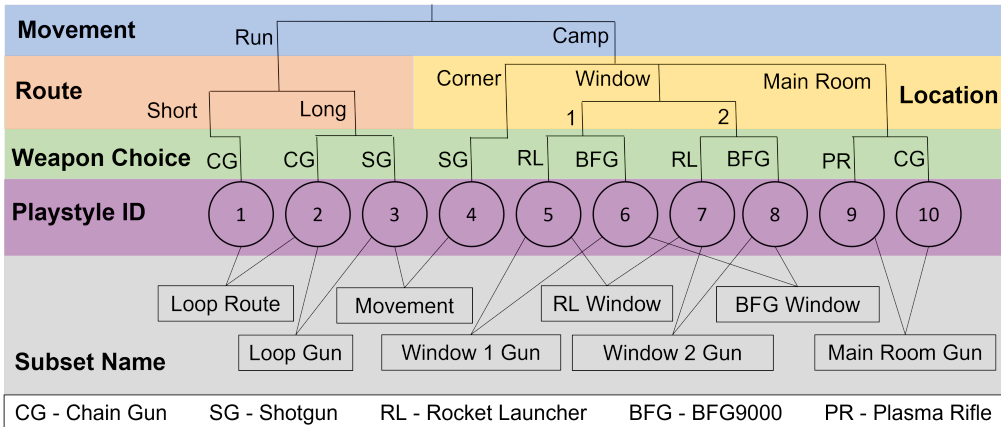 Movement
Run
Camp
Route
Corner
Window
Main Room
Location
Short
Long
1
2
Weapon Choice
CG
CG
SG
SG
RL
BFG
RL
BFG
PR
CG
Playstyle ID
1
2
3
4
5
6
7
8
9
10
Loop Route
Movement
RL Window
BFG Window
Loop Gun
Window 1 Gun
Window 2 Gun
Main Room Gun
Subset Name
CG - Chain Gun
SG - Shotgun
RL - Rocket Launcher
BFG - BFG9000
PR - Plasma Rifle